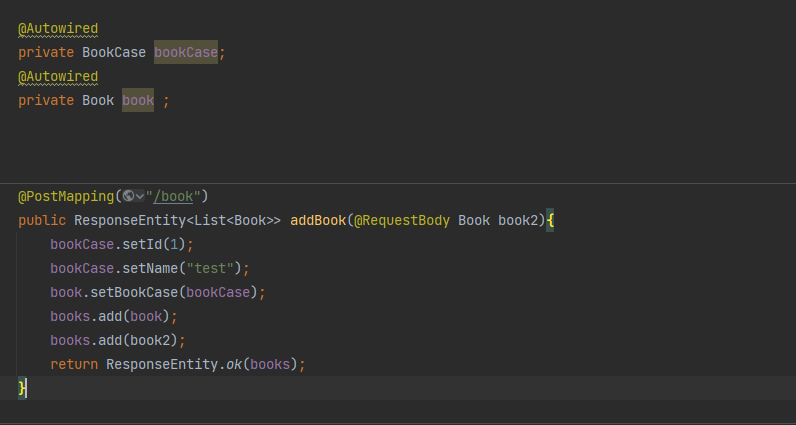 @Autowired
private BookCase bookCase;
@Autowired
private Book book ;
@PostMapping("/book")
public ResponseEntity<List<Book>> addBook(@RequestBody Book book2){
bookCase.setId(1);
bookCase.setName("test");
book.setBookCase(bookCase);
books.add(book);
books.add(book2);
return ResponseEntity.ok(books);
}